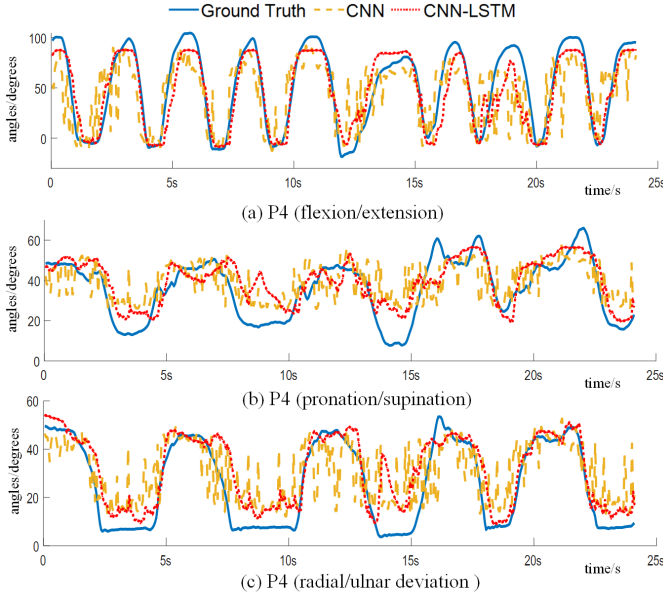 Ground Truth CNN CNN-LSTM
angles/degrees
100
50
0
0 5s 10s 15s 20s 25s
time/s
(a) P4 (flexion/extension)
angles/degrees
60
40
20
0
0 5s 10s 15s 20s 25s
time/s
(b) P4 (pronation/supination)
angles/degrees
60
40
20
0
0 5s 10s 15s 20s 25s
time/s
(c) P4 (radial/ulnar deviation )